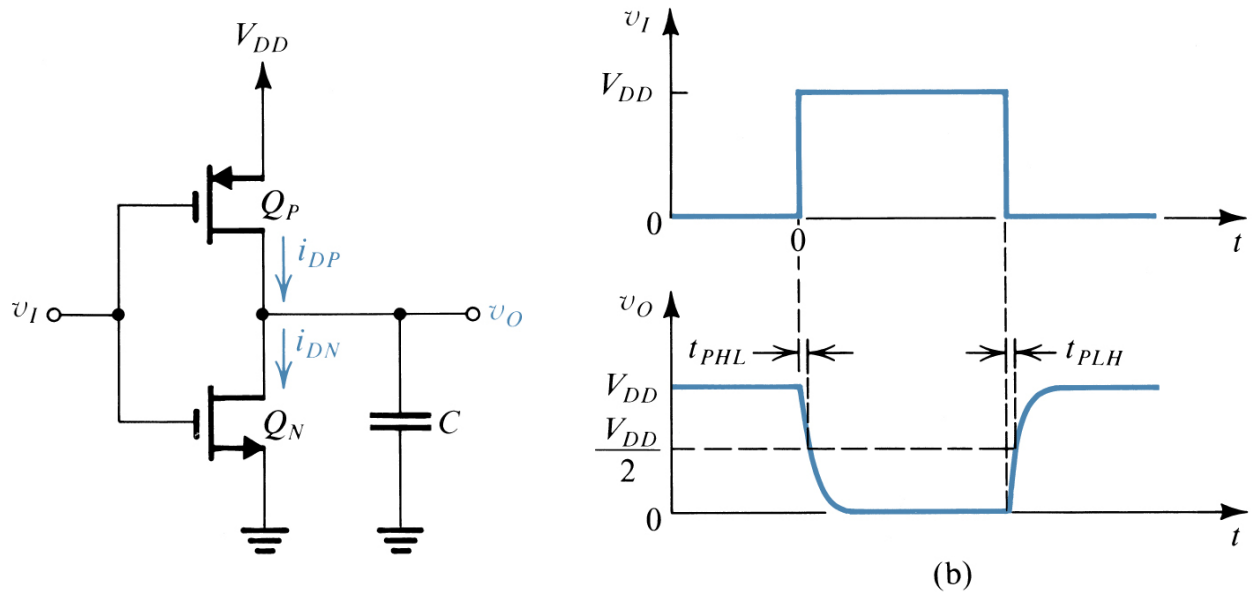 V_DD
Q_P
i_DP
v_I
v_O
i_DN
Q_N
C
v_I
V_DD
0
0
t
v_O
t_PHL
t_PLH
V_DD
V_DD
2
0
t
(b)